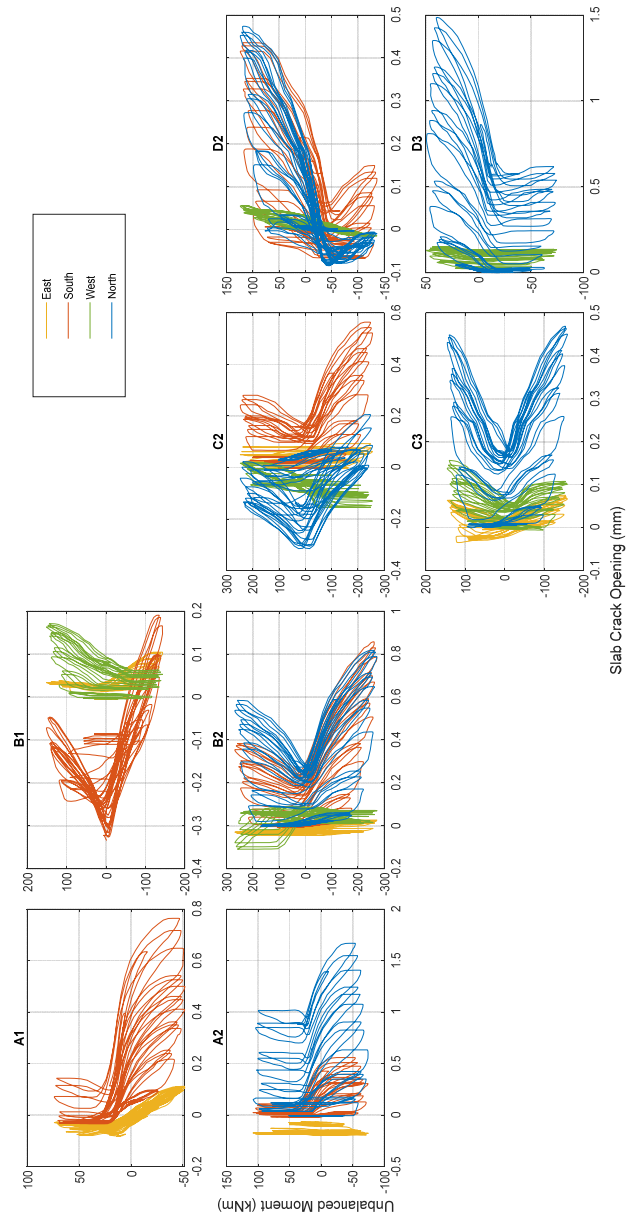 A1
100
50
0
-50
-0.2 0 0.2 0.4 0.6 0.8
B1
200
100
0
-100
-200
-0.4 -0.3 -0.2 -0.1 0 0.1 0.2
East
South
West
North
Unbalanced Moment (kNm)
A2
150
100
50
0
-50
-100
-0.5 0 0.5 1 1.5 2
B2
300
200
100
0
-100
-200
-300
-0.2 0 0.2 0.4 0.6 0.8 1
C2
300
200
100
0
-100
-200
-300
-0.4 -0.2 0 0.2 0.4 0.6
D2
150
100
50
0
-50
-100
-150
-0.1 0 0.1 0.2 0.3 0.4 0.5
C3
200
100
0
-100
-200
-0.1 0 0.1 0.2 0.3 0.4 0.5
D3
50
0
-50
-100
0 0.5 1 1.5
Slab Crack Opening (mm)